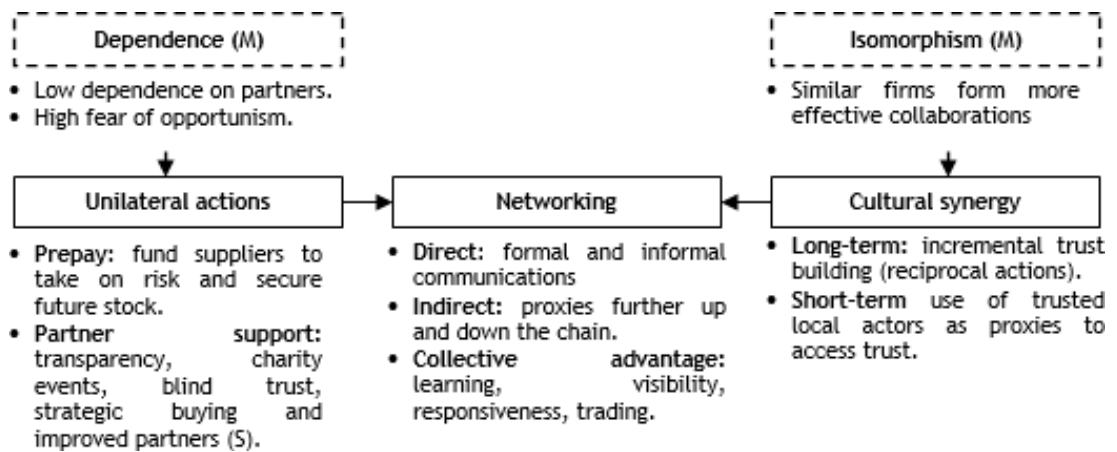 Dependence (M)
• Low dependence on partners.
• High fear of opportunism.
Isomorphism (M)
• Similar firms form more
effective collaborations
Unilateral actions
• Prepay: fund suppliers to
take on risk and secure
future stock.
• Partner support:
transparency, charity
events, blind trust,
strategic buying and
improved partners (S).
Networking
• Direct: formal and informal
communications
• Indirect: proxies further up
and down the chain.
• Collective advantage:
learning, visibility,
responsiveness, trading.
Cultural synergy
• Long-term: incremental trust
building (reciprocal actions).
• Short-term use of trusted
local actors as proxies to
access trust.